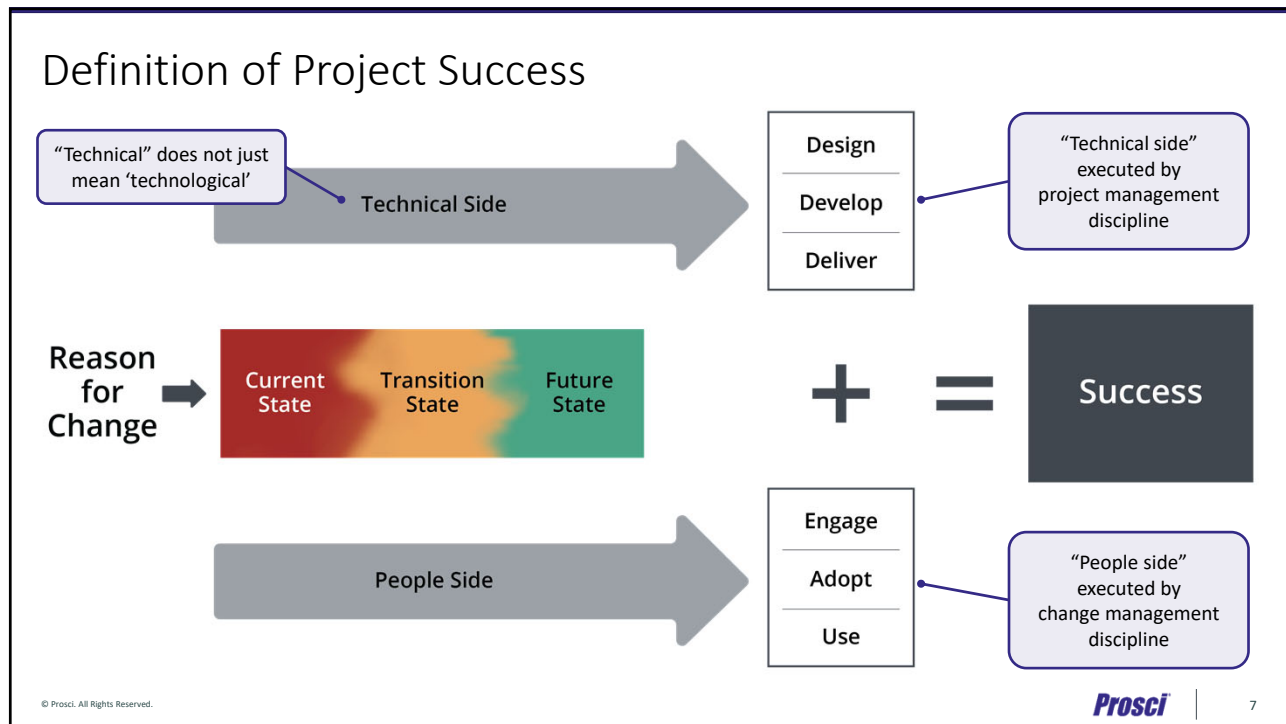 Definition of Project Success
“Technical” does not just
mean ‘technological’
Technical Side
Design
Develop
Deliver
“Technical side”
executed by
project management
discipline
Reason
for
Change
Current
State
Transition
State
Future
State
+
=
Success
People Side
Engage
Adopt
Use
“People side”
executed by
change management
discipline
© Prosci. All Rights Reserved.
Prosci®
7